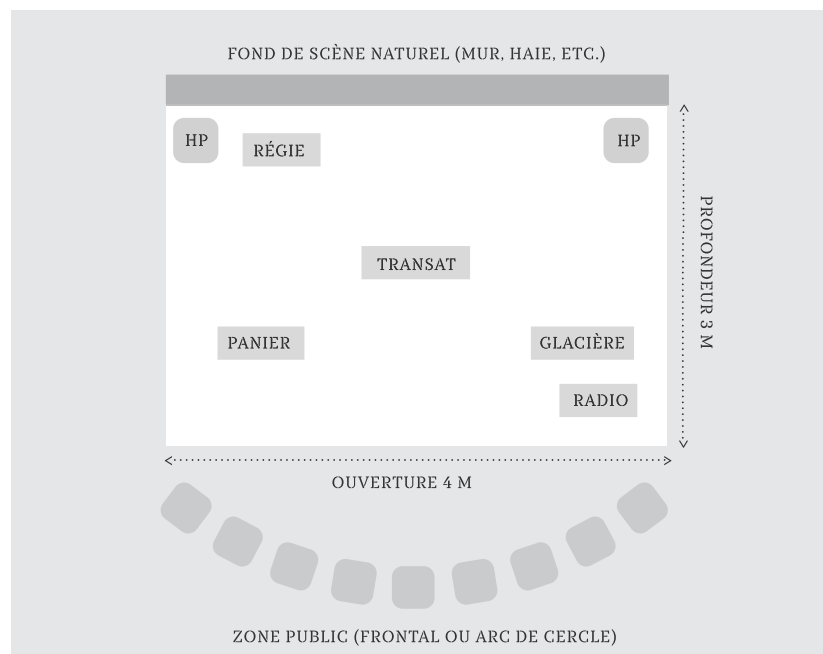 FOND DE SCÈNE NATUREL (MUR, HAIE, ETC.)
HP
RÉGIE
HP
TRANSAT
PANIER
GLACIÈRE
RADIO
PROFONDEUR 3 M
OUVERTURE 4 M
ZONE PUBLIC (FRONTAL OU ARC DE CERCLE)